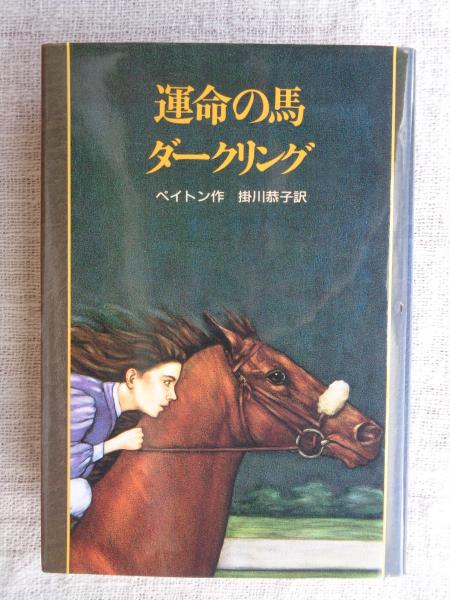 運命の馬
ダークリング
ペイトン作 掛川恭子訳